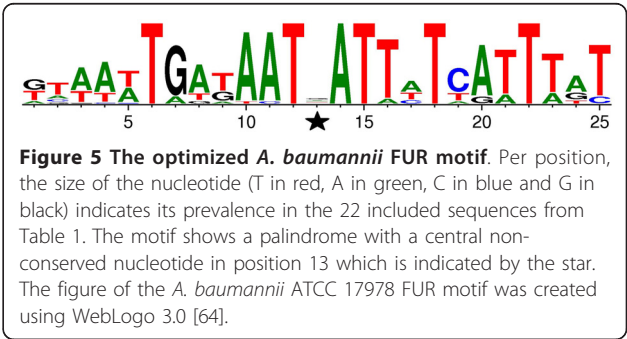 GTAATTGATAATATTATCATTTAT
5 10 15 20 25
Figure 5 The optimized A. baumannii FUR motif. Per position,
the size of the nucleotide (T in red, A in green, C in blue and G in
black) indicates its prevalence in the 22 included sequences from
Table 1. The motif shows a palindrome with a central non-
conserved nucleotide in position 13 which is indicated by the star.
The figure of the A. baumannii ATCC 17978 FUR motif was created
using WebLogo 3.0 [64].